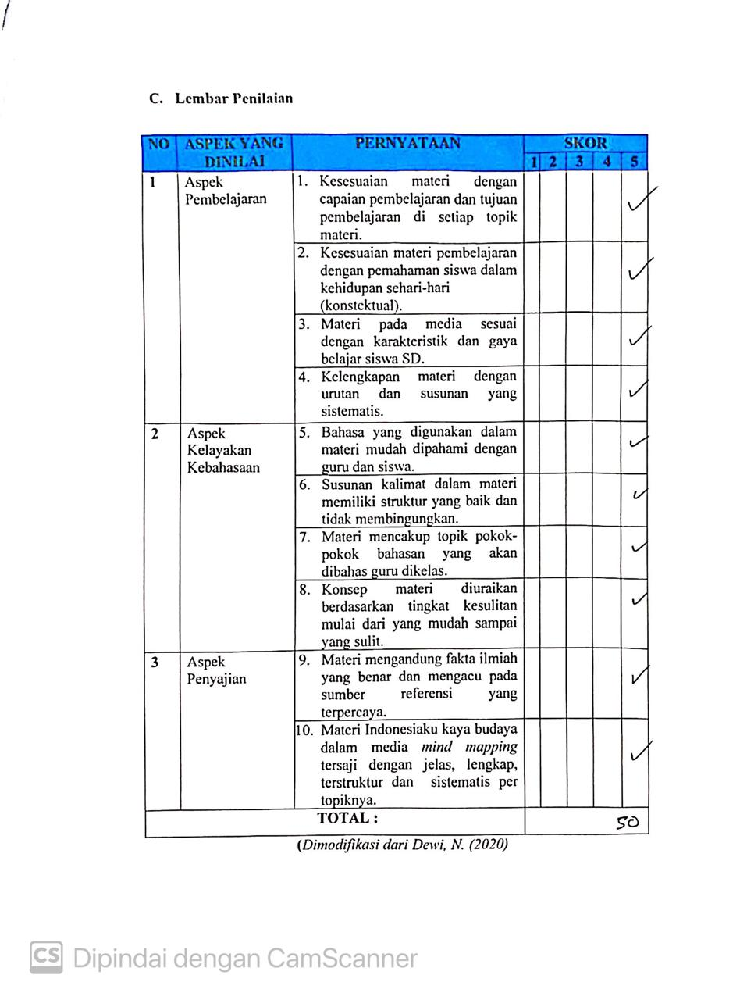 C. Lembar Penilaian
NO ASPEK YANG DINILAI PERNYATAAN SKOR
1 2 3 4 5
1 Aspek Pembelajaran
1. Kesesuaian materi dengan
capaian pembelajaran dan tujuan
pembelajaran di setiap topik
materi.
✓
2. Kesesuaian materi pembelajaran
dengan pemahaman siswa dalam
kehidupan sehari-hari
(konstektual).
✓
3. Materi pada media sesuai
dengan karakteristik dan gaya
belajar siswa SD.
✓
4. Kelengkapan materi dengan
urutan dan susunan yang
sistematis.
✓
2 Aspek Kelayakan Kebahasaan
5. Bahasa yang digunakan dalam
materi mudah dipahami dengan
guru dan siswa.
✓
6. Susunan kalimat dalam materi
memiliki struktur yang baik dan
tidak membingungkan.
✓
7. Materi mencakup topik pokok-
pokok bahasan yang akan
dibahas guru dikelas.
✓
8. Konsep materi diuraikan
berdasarkan tingkat kesulitan
mulai dari yang mudah sampai
yang sulit.
✓
3 Aspek Penyajian
9. Materi mengandung fakta ilmiah
yang benar dan mengacu pada
sumber referensi yang
terpercaya.
✓
10. Materi Indonesiaku kaya budaya
dalam media mind mapping
tersaji dengan jelas, lengkap,
terstruktur dan sistematis per
topiknya.
✓
TOTAL : 50
(Dimodifikasi dari Dewi, N. (2020)
CS Dipindai dengan CamScanner